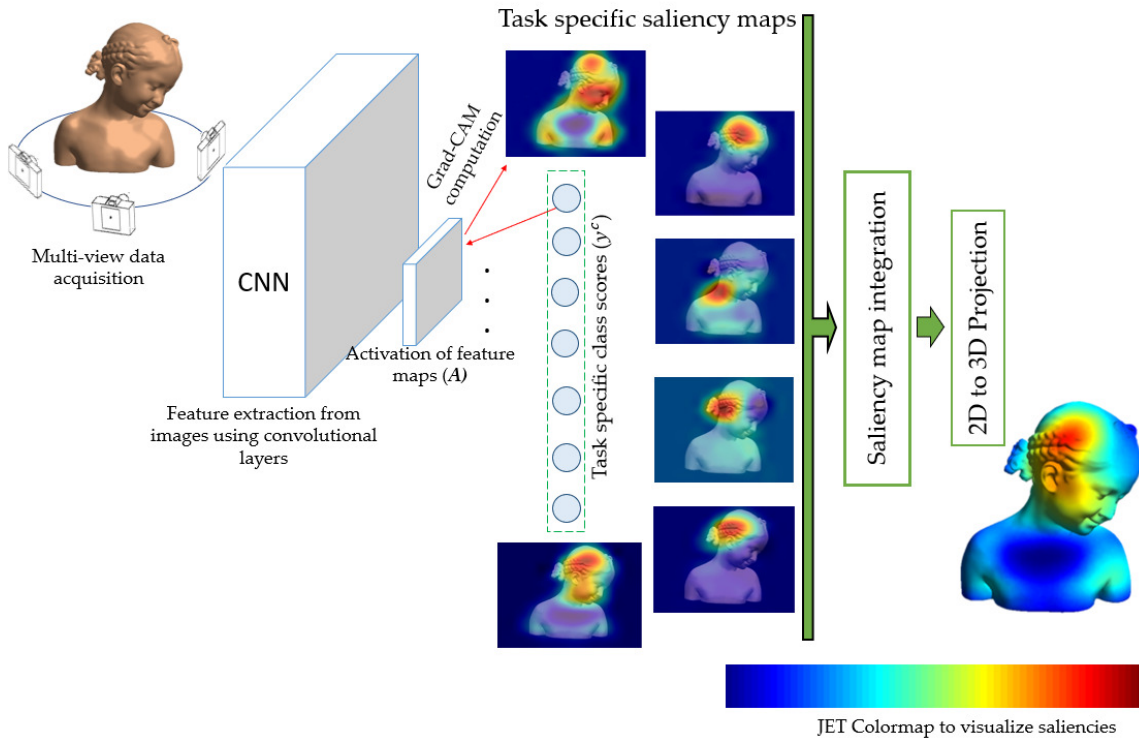 Task specific saliency maps
Multi-view data
acquisition
CNN
Feature extraction from
images using convolutional
layers
Grad-CAM
computation
Activation of feature
maps (A)
Task specific class scores (yᶜ)
Saliency map integration
2D to 3D Projection
JET Colormap to visualize saliencies